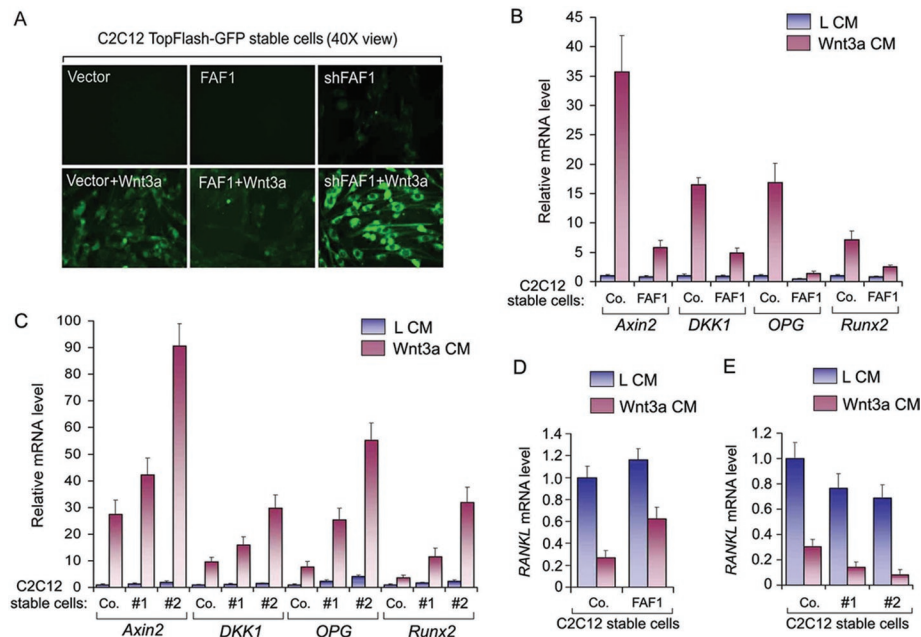 A
C2C12 TopFlash-GFP stable cells (40X view)
Vector
FAF1
shFAF1
Vector+Wnt3a
FAF1+Wnt3a
shFAF1+Wnt3a
B
L CM
Wnt3a CM
Relative mRNA level
45
40
35
30
25
20
15
10
5
0
C2C12
stable cells:
Co. FAF1 Co. FAF1 Co. FAF1 Co. FAF1
Axin2 DKK1 OPG Runx2
C
L CM
Wnt3a CM
Relative mRNA level
100
90
80
70
60
50
40
30
20
10
0
C2C12
stable cells:
Co. #1 #2 Co. #1 #2 Co. #1 #2 Co. #1 #2
Axin2 DKK1 OPG Runx2
D
L CM
Wnt3a CM
RANKL mRNA level
1.4
1.2
1.0
0.8
0.6
0.4
0.2
0
Co. FAF1
C2C12 stable cells
E
L CM
Wnt3a CM
RANKL mRNA level
1.2
1.0
0.8
0.6
0.4
0.2
0
Co. #1 #2
C2C12 stable cells